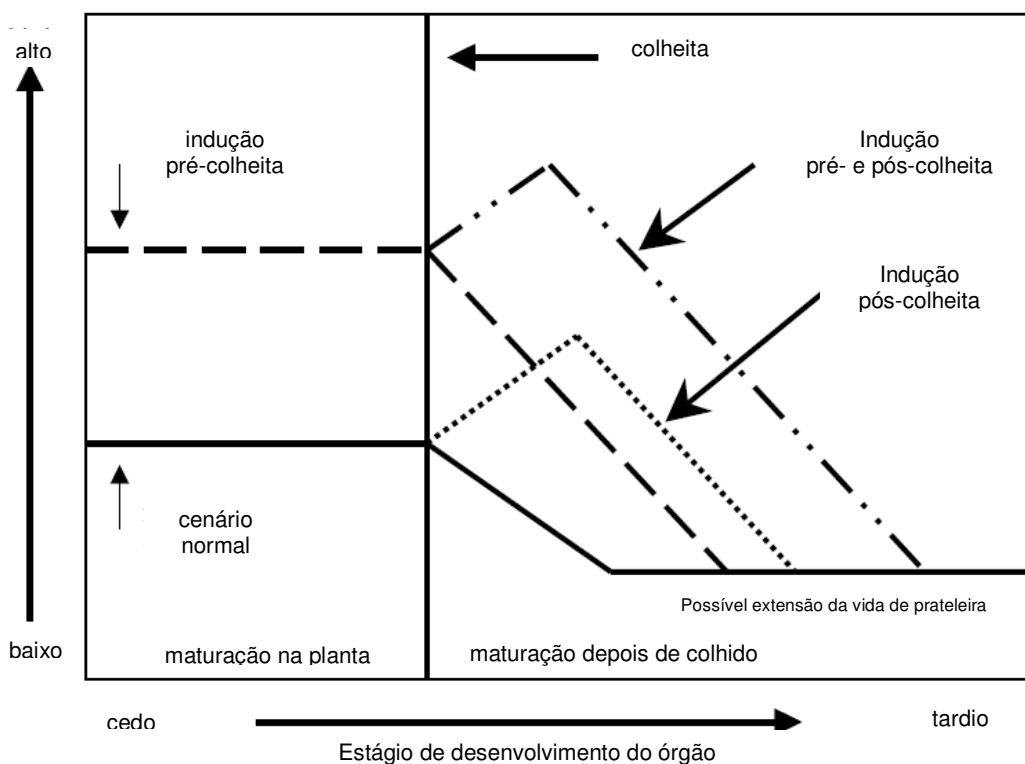 alto
colheita
indução
pré-colheita
Indução
pré- e pós-colheita
Indução
pós-colheita
cenário
normal
Possível extensão da vida de prateleira
baixo
maturação na planta
maturação depois de colhido
cedo
tardio
Estágio de desenvolvimento do órgão